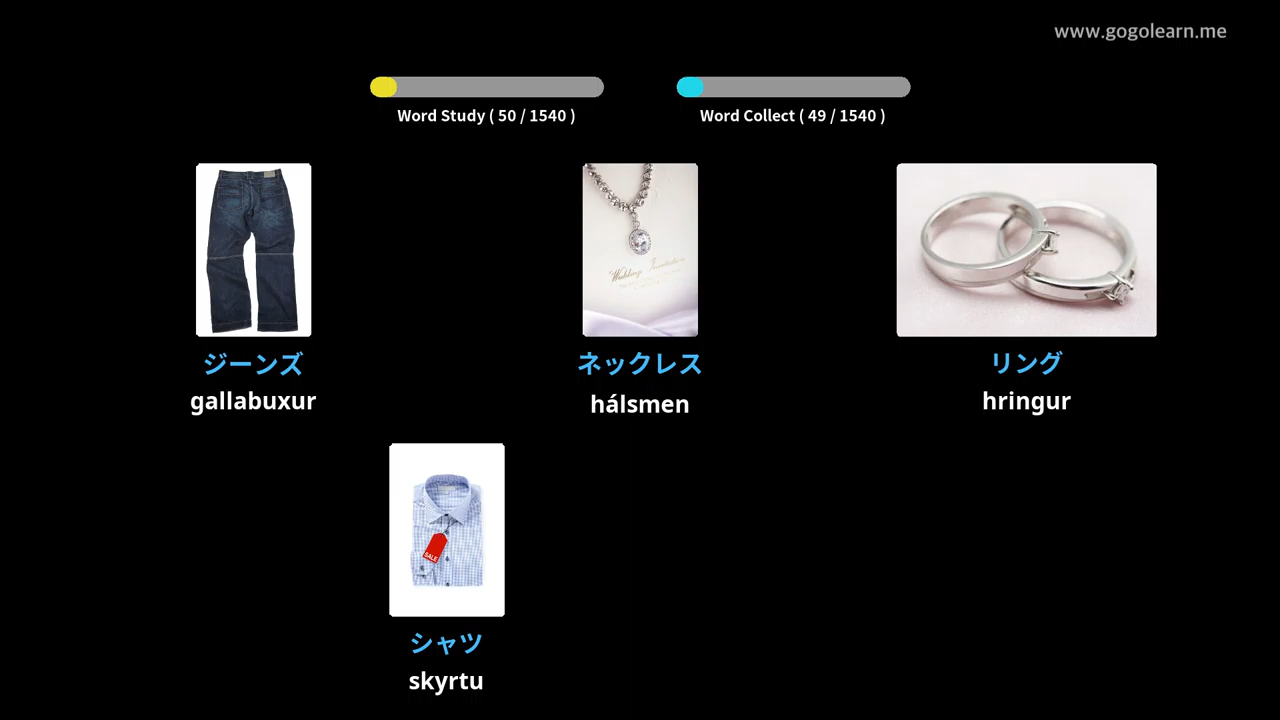 www.gogolearn.me
Word Study ( 50 / 1540 )
Word Collect ( 49 / 1540 )
ジーンズ
gallabuxur
ネックレス
hálsmen
リング
hringur
SALE
シャツ
skyrtu